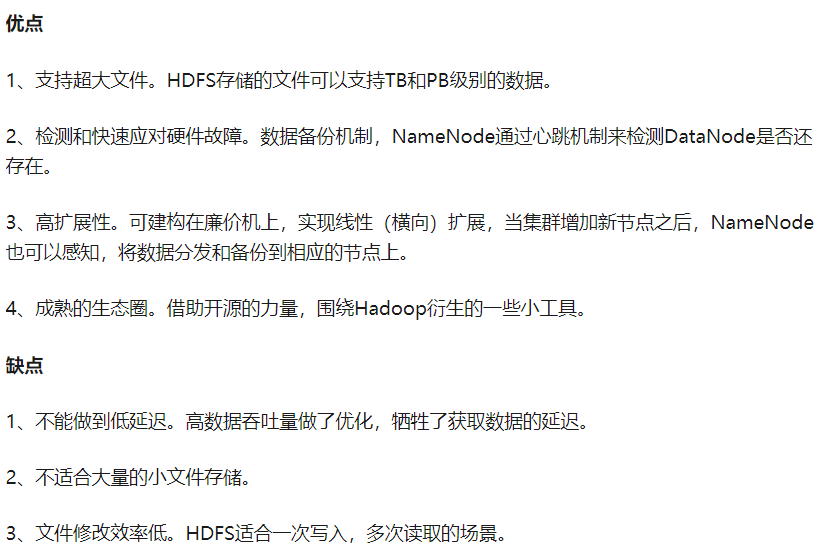 优点
1、支持超大文件。HDFS存储的文件可以支持TB和PB级别的数据。
2、检测和快速应对硬件故障。数据备份机制，NameNode通过心跳机制来检测DataNode是否还
存在。
3、高扩展性。可建构在廉价机上，实现线性（横向）扩展，当集群增加新节点之后，NameNode
也可以感知，将数据分发和备份到相应的节点上。
4、成熟的生态圈。借助开源的力量，围绕Hadoop衍生的一些小工具。
缺点
1、不能做到低延迟。高数据吞吐量做了优化，牺牲了获取数据的延迟。
2、不适合大量的小文件存储。
3、文件修改效率低。HDFS适合一次写入，多次读取的场景。